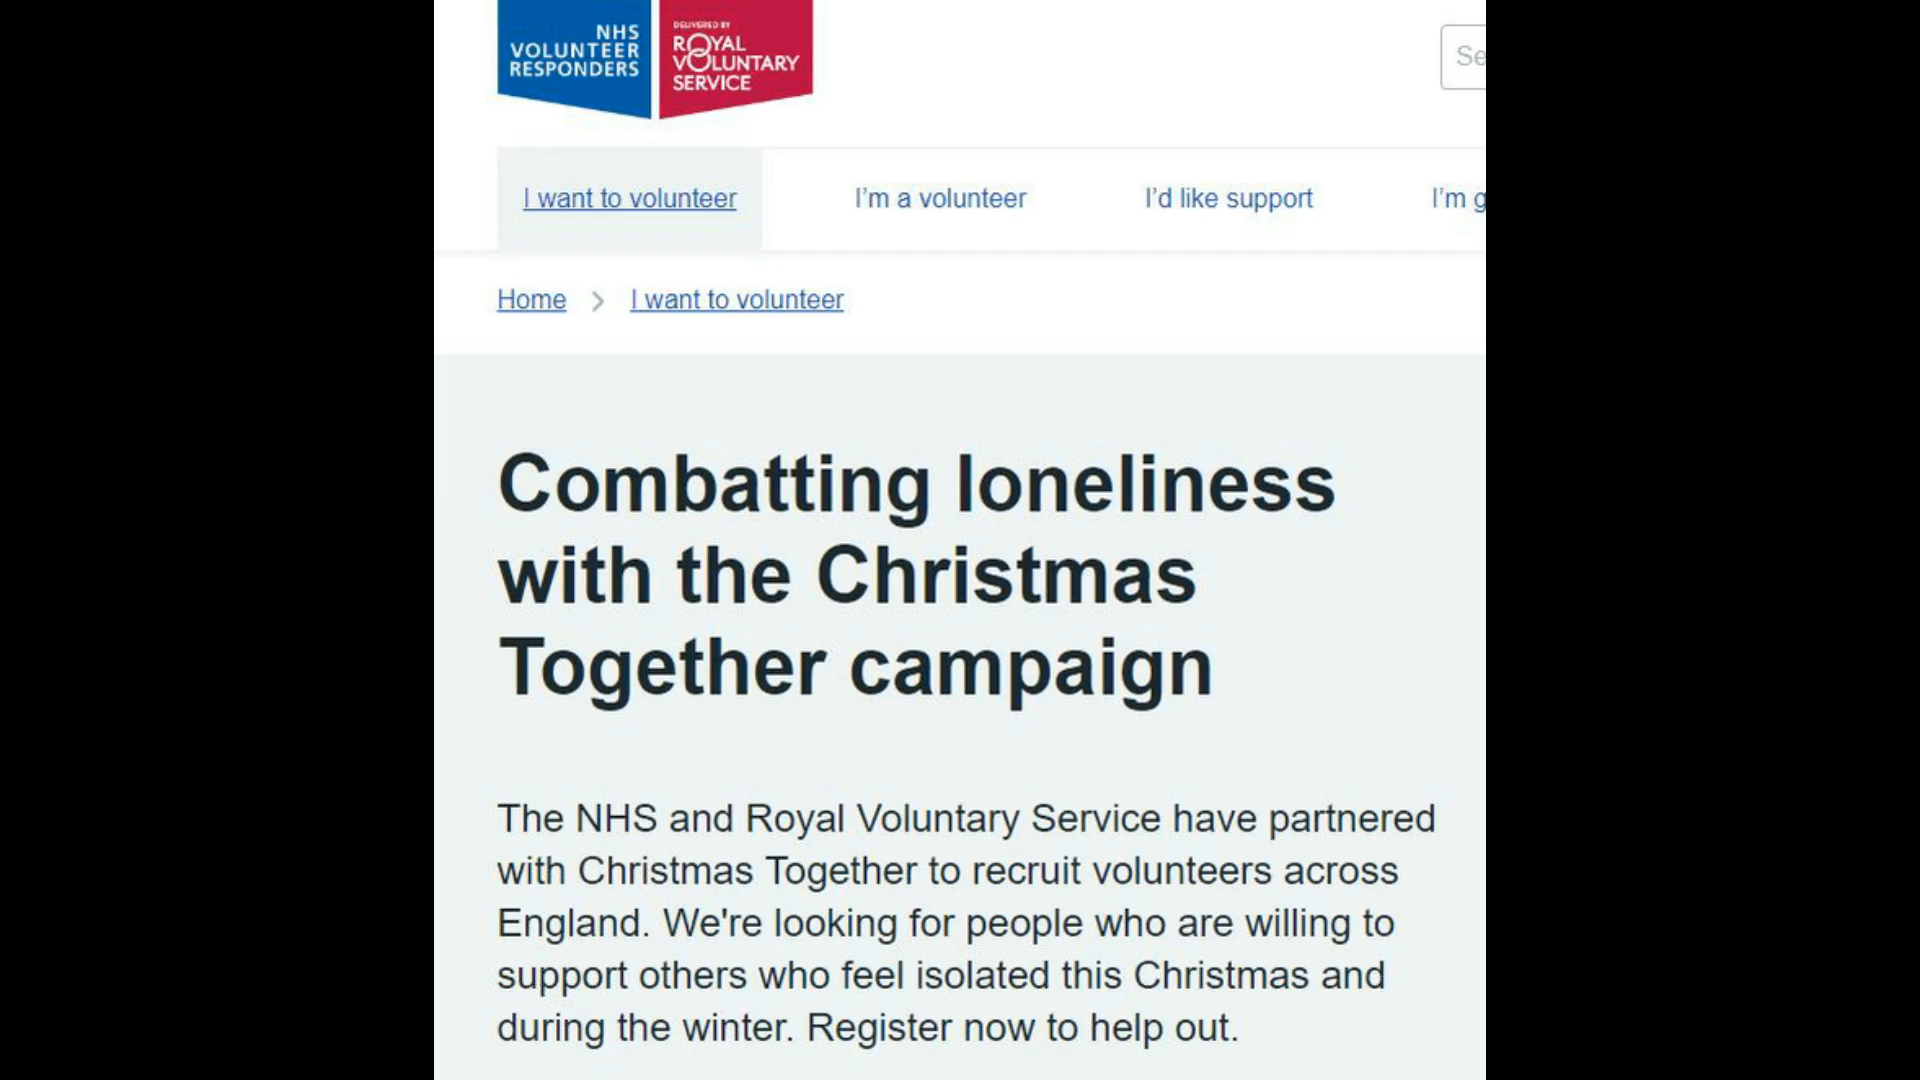 NHS
VOLUNTEER
RESPONDERS
DELIVERED BY
ROYAL
VOLUNTARY
SERVICE
Se
I want to volunteer
I’m a volunteer
I’d like support
I’m g
Home
I want to volunteer
Combatting loneliness
with the Christmas
Together campaign
The NHS and Royal Voluntary Service have partnered
with Christmas Together to recruit volunteers across
England. We're looking for people who are willing to
support others who feel isolated this Christmas and
during the winter. Register now to help out.